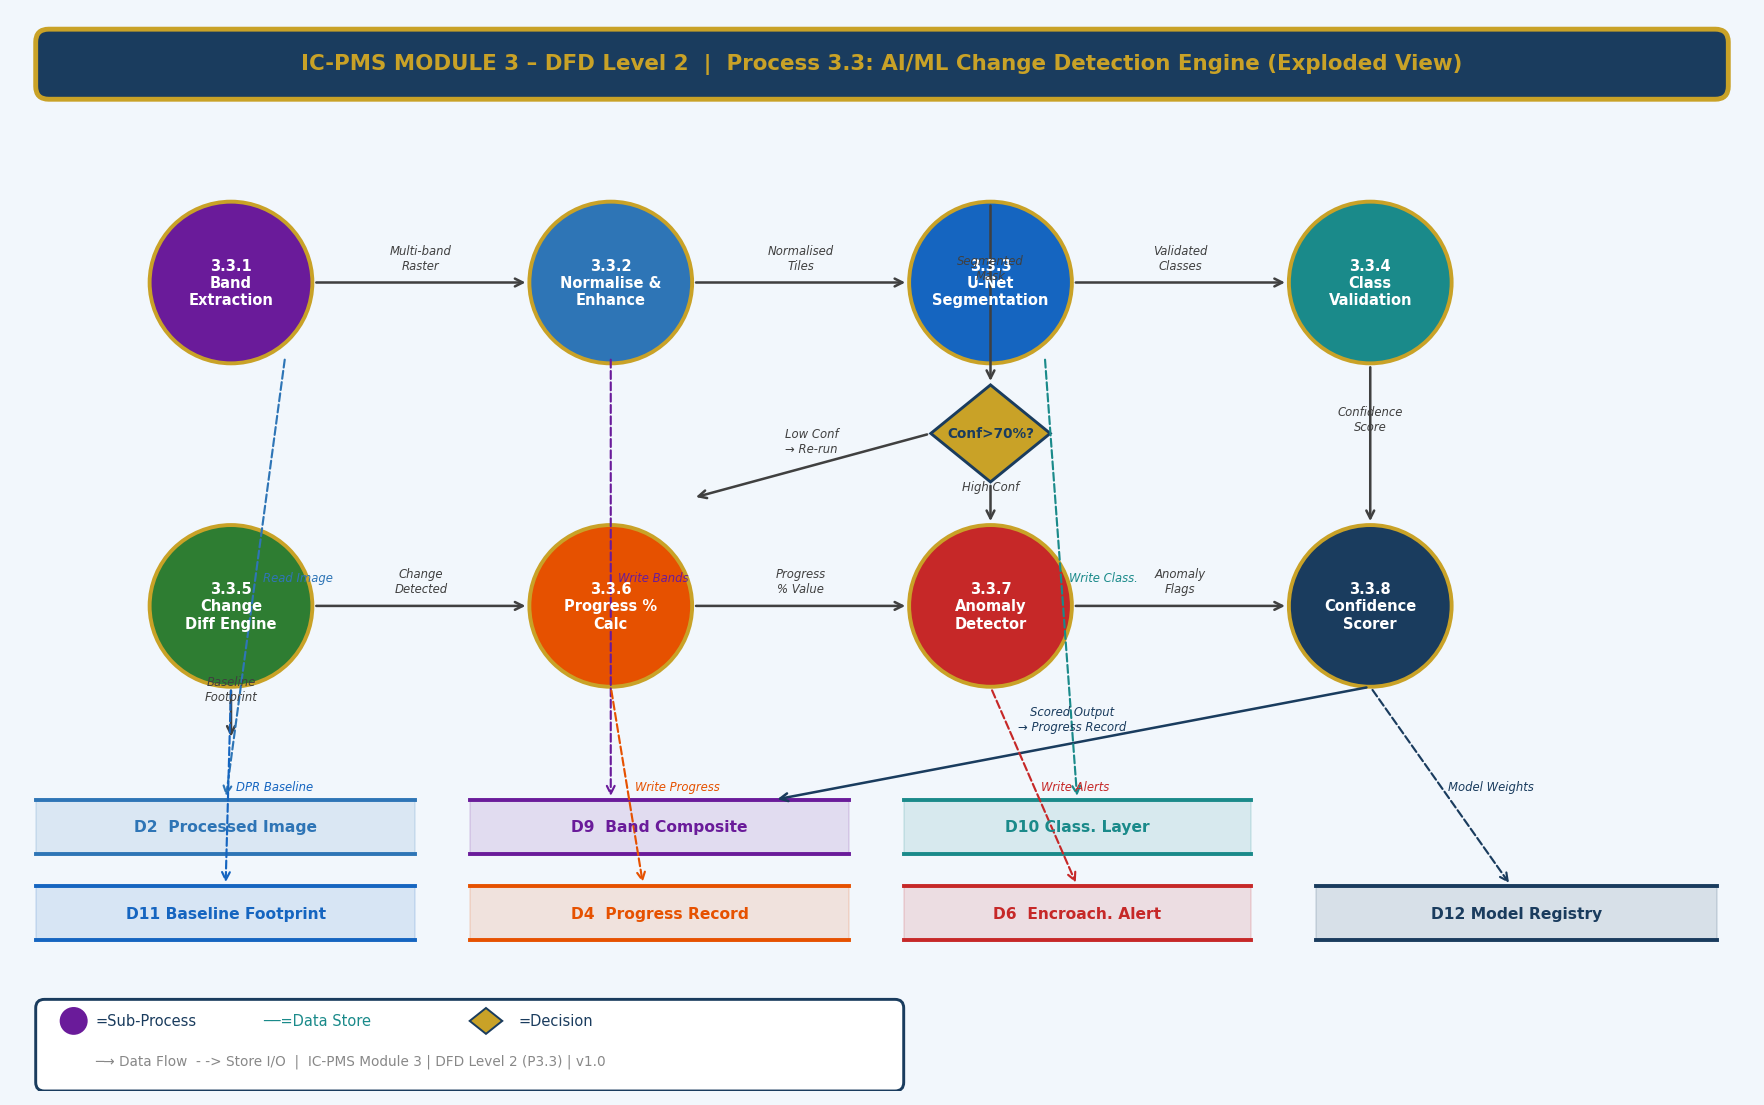 IC-PMS MODULE 3 – DFD Level 2 | Process 3.3: AI/ML Change Detection Engine (Exploded View)
3.3.1
Band
Extraction
Multi-band
Raster
3.3.2
Normalise &
Enhance
Normalised
Tiles
3.3.3
U-Net
Segmentation
Segmented
Validated
Classes
3.3.4
Class
Validation
Conf>70%?
Low Conf
→ Re-run
High Conf
Confidence
Score
3.3.5
Change
Diff Engine
Read Image
Change
Detected
3.3.6
Progress %
Calc
Write Bands
Progress
% Value
3.3.7
Anomaly
Detector
Write Class.
Anomaly
Flags
3.3.8
Confidence
Scorer
Baseline
Footprint
Scored Output
→ Progress Record
DPR Baseline
Write Progress
Write Alerts
Model Weights
D2 Processed Image
D9 Band Composite
D10 Class. Layer
D11 Baseline Footprint
D4 Progress Record
D6 Encroach. Alert
D12 Model Registry
=Sub-Process
──=Data Store
=Decision
─→ Data Flow - -> Store I/O | IC-PMS Module 3 | DFD Level 2 (P3.3) | v1.0